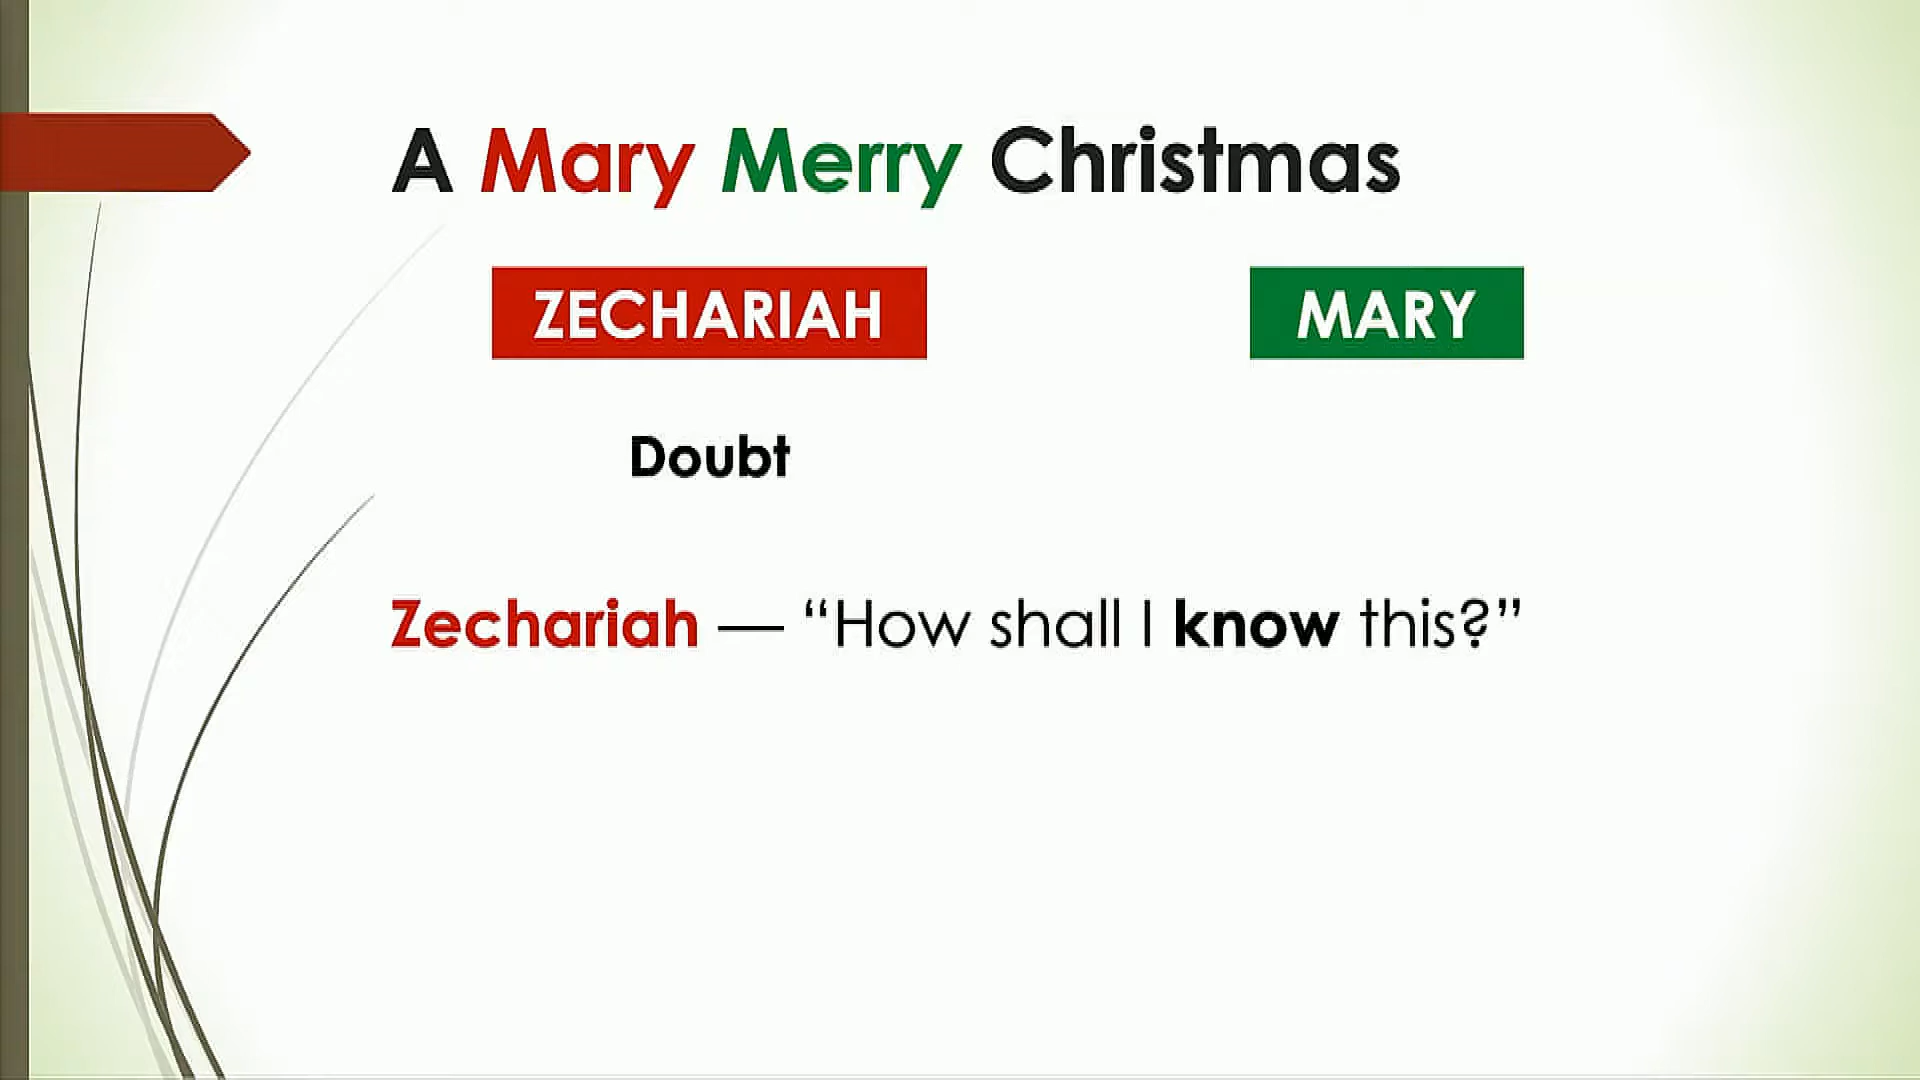 A Mary Merry Christmas
ZECHARIAH
MARY
Doubt
Zechariah — “How shall I know this?”